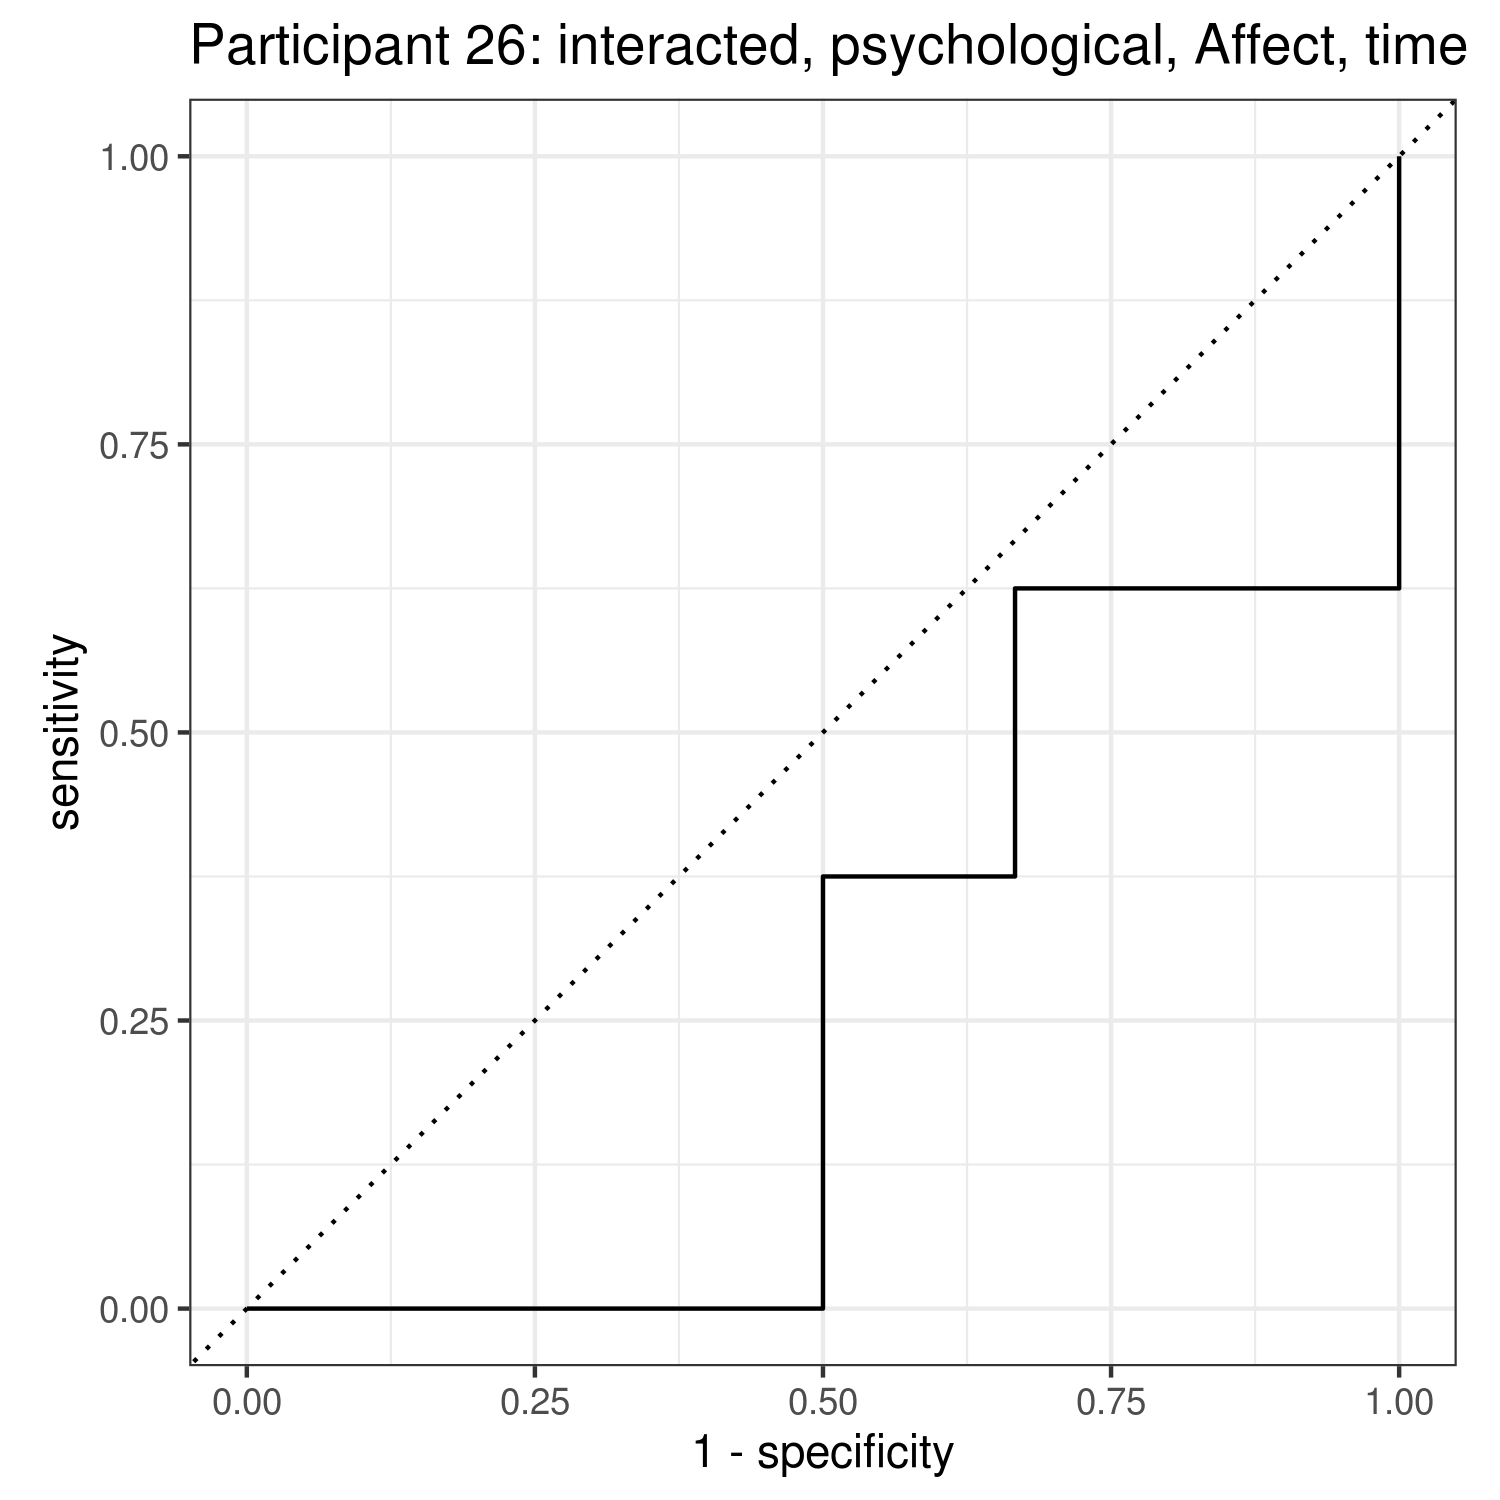 Participant 26: interacted, psychological, Affect, time
1.00
0.75
0.50
0.25
0.00
sensitivity
0.00 0.25 0.50 0.75 1.00
1 - specificity